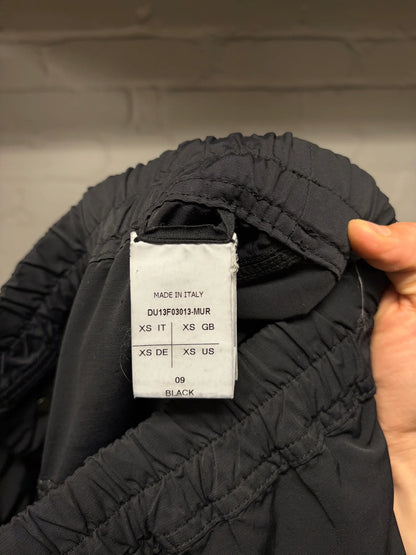 MADE IN ITALY
DU13F03013-MUR
XS IT XS GB
XS DE XS US
09
BLACK